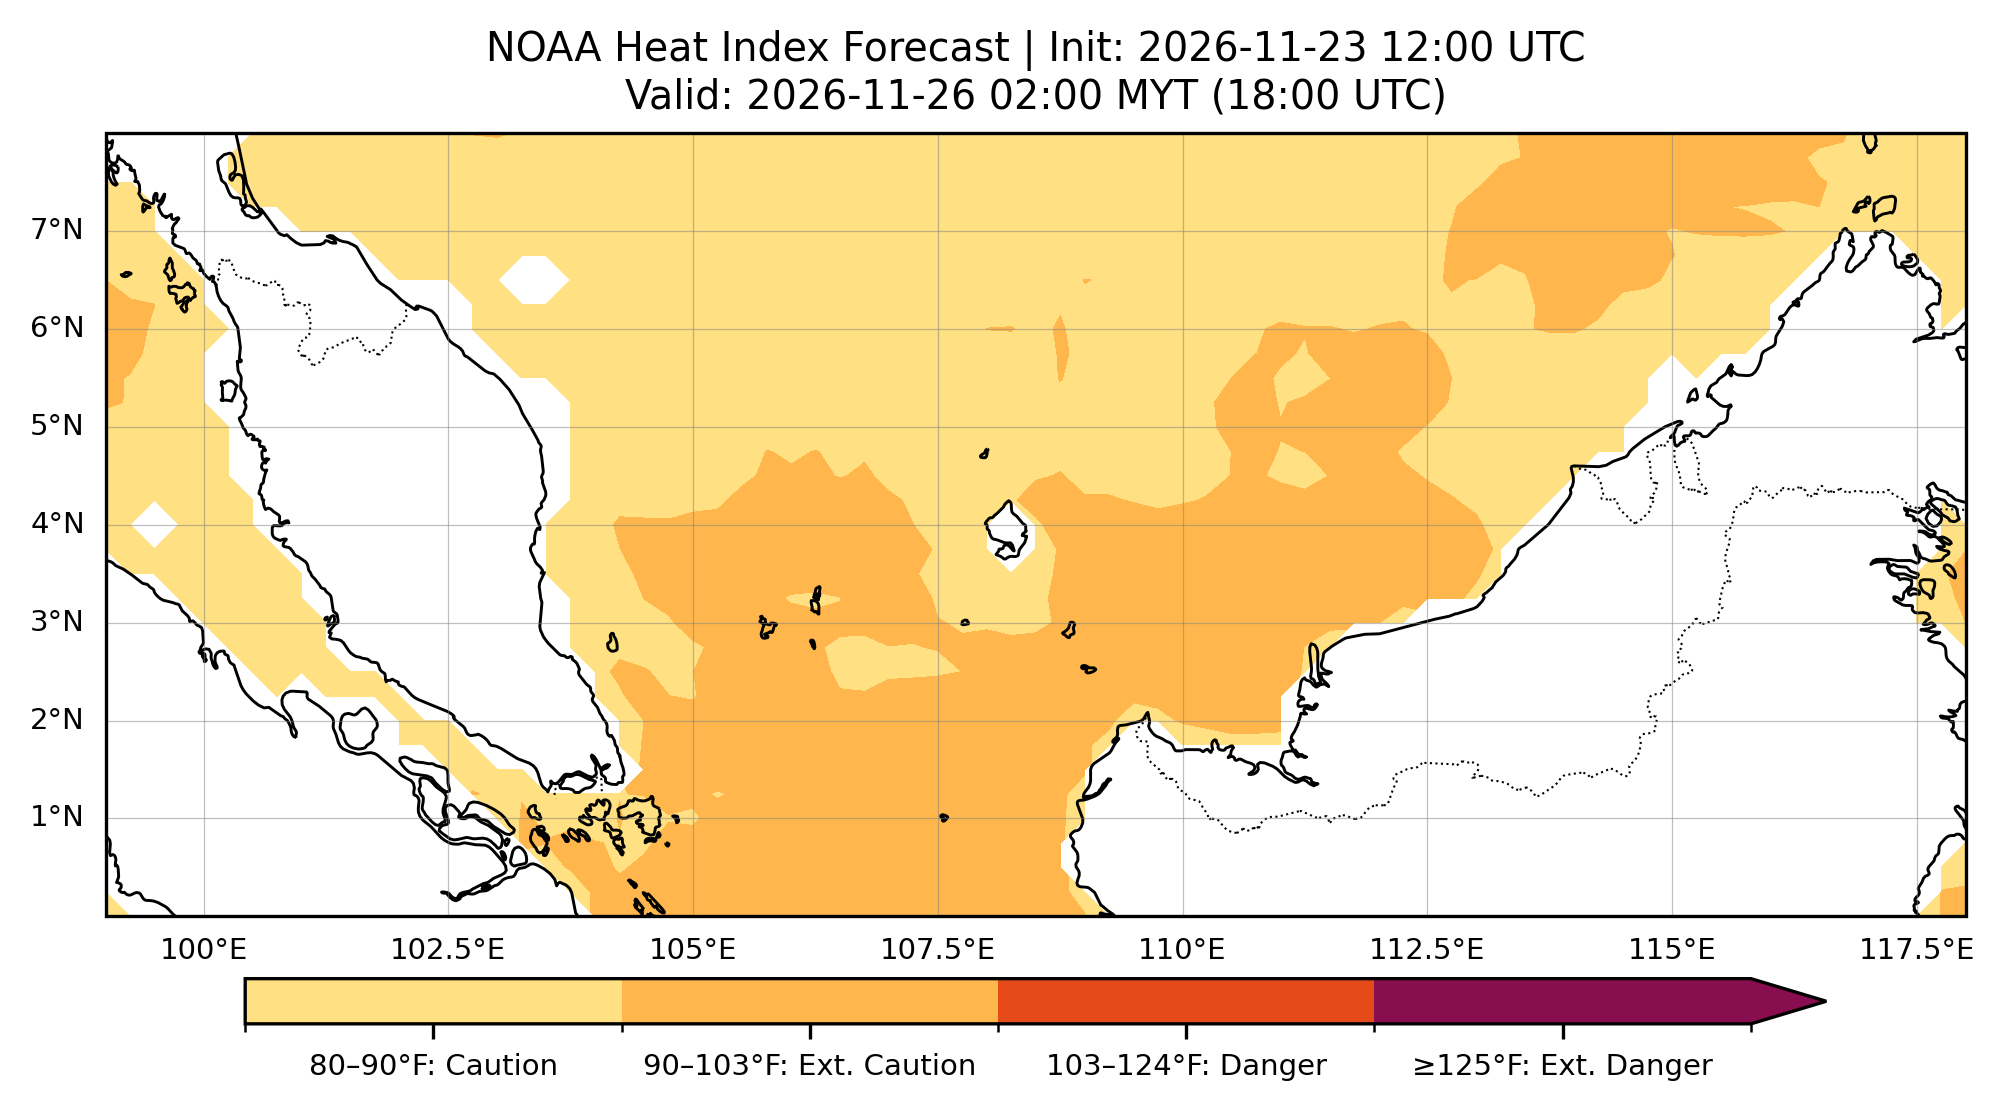 NOAA Heat Index Forecast | Init: 2026-11-23 12:00 UTC
Valid: 2026-11-26 02:00 MYT (18:00 UTC)
7°N
6°N
5°N
4°N
3°N
2°N
1°N
100°E 102.5°E 105°E 107.5°E 110°E 112.5°E 115°E 117.5°E
80–90°F: Caution 90–103°F: Ext. Caution 103–124°F: Danger ≥125°F: Ext. Danger